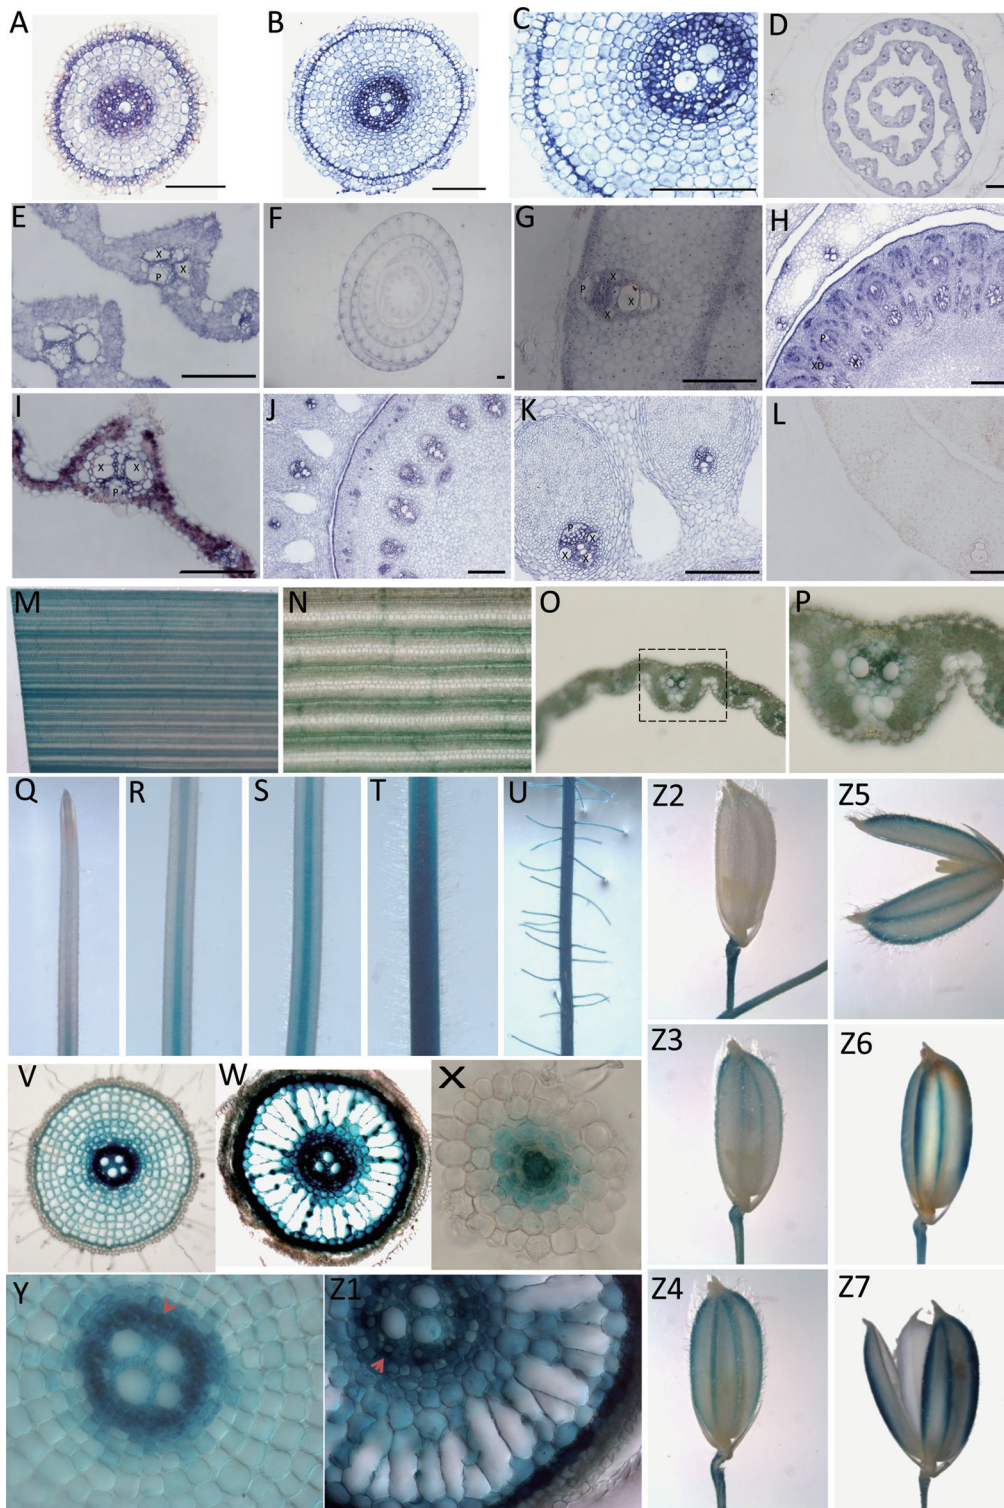 A B C D
E X X P F G P X X X H P XD X
I X X P J K P X X X L
M N O P
Q R S T U Z2 Z5
Z3 Z6
V W X
Y Z1 Z4 Z7